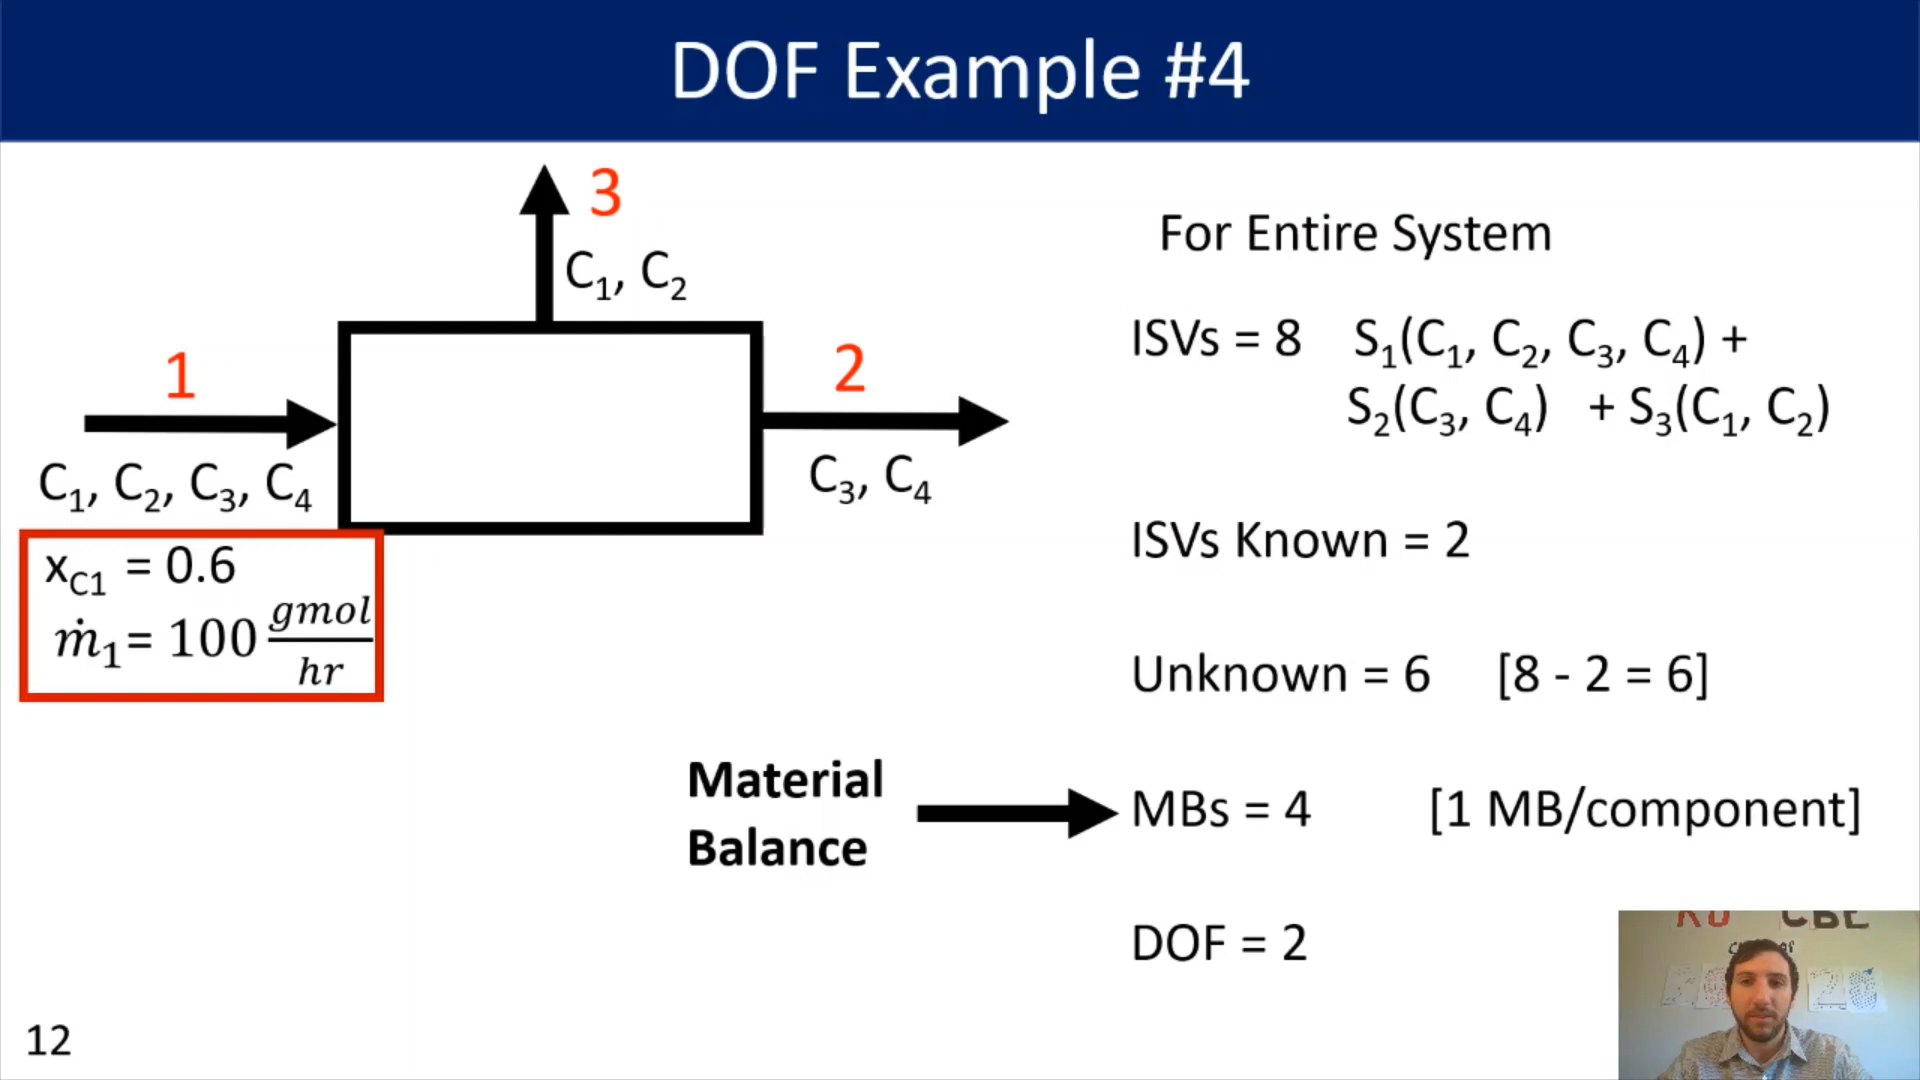 DOF Example #4
3
C₁, C₂
1
2
C₁, C₂, C₃, C₄
C₃, C₄
x_C1 = 0.6
ṁ₁= 100 gmol/hr
For Entire System
ISVs = 8 S₁(C₁, C₂, C₃, C₄) +
S₂(C₃, C₄) + S₃(C₁, C₂)
ISVs Known = 2
Unknown = 6 [8 - 2 = 6]
Material
Balance
MBs = 4 [1 MB/component]
DOF = 2
CBE
12